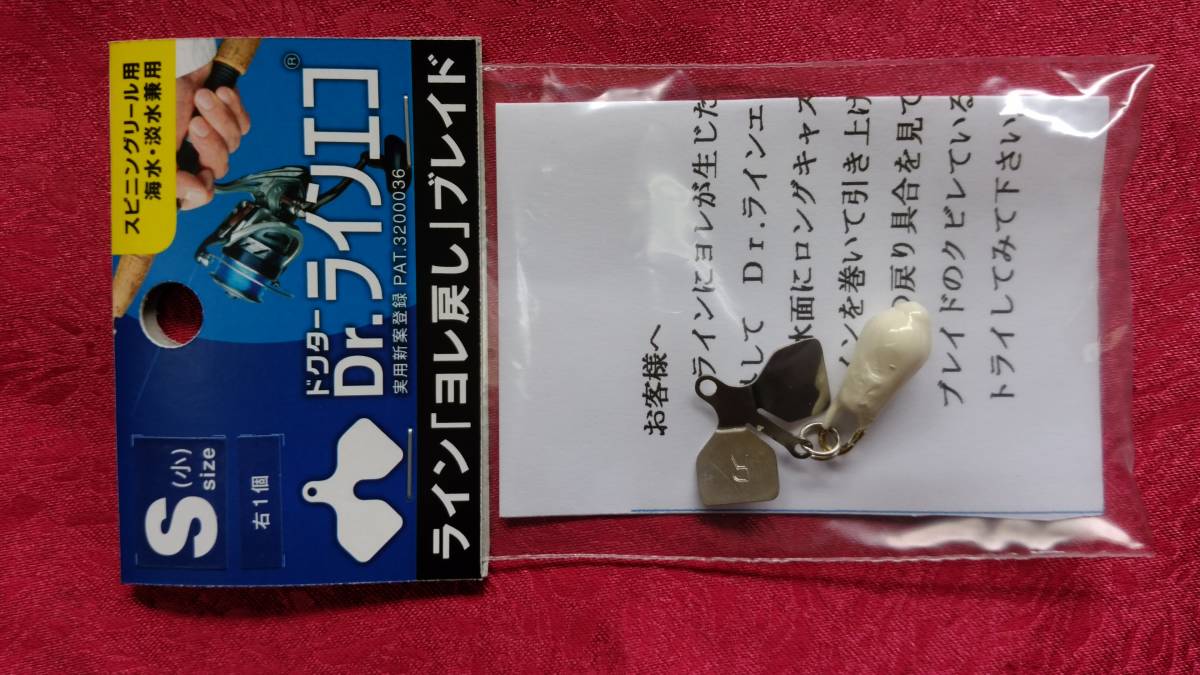 スピニングリール用
海水・淡水兼用
ドクター
Dr.ラインエコ®
実用新案登録 PAT.3200036
ライン「ヨレ戻し」ブレイド
S
(小)
size
右1個
お客様へ
ラインにヨレが生じた
して Dr.ラインエ
水面にロングキャス
インを巻いて引き上げ
の戻り具合を見て
ブレイドのクビレている
トライしてみて下さい